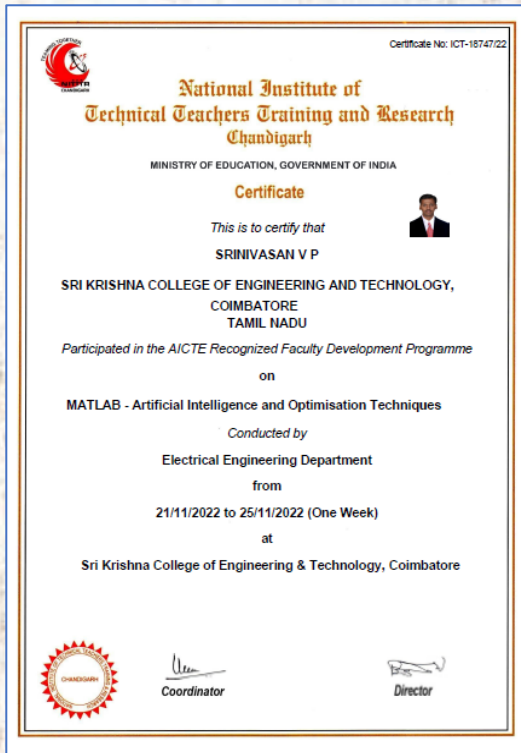 Certificate No: ICT-18747/22
NITTTR
CHANDIGARH
National Institute of
Technical Teachers Training and Research
Chandigarh
MINISTRY OF EDUCATION, GOVERNMENT OF INDIA
Certificate
This is to certify that
SRINIVASAN V P
SRI KRISHNA COLLEGE OF ENGINEERING AND TECHNOLOGY,
COIMBATORE
TAMIL NADU
Participated in the AICTE Recognized Faculty Development Programme
on
MATLAB - Artificial Intelligence and Optimisation Techniques
Conducted by
Electrical Engineering Department
from
21/11/2022 to 25/11/2022 (One Week)
at
Sri Krishna College of Engineering & Technology, Coimbatore
CHANDIGARH
Coordinator
Director